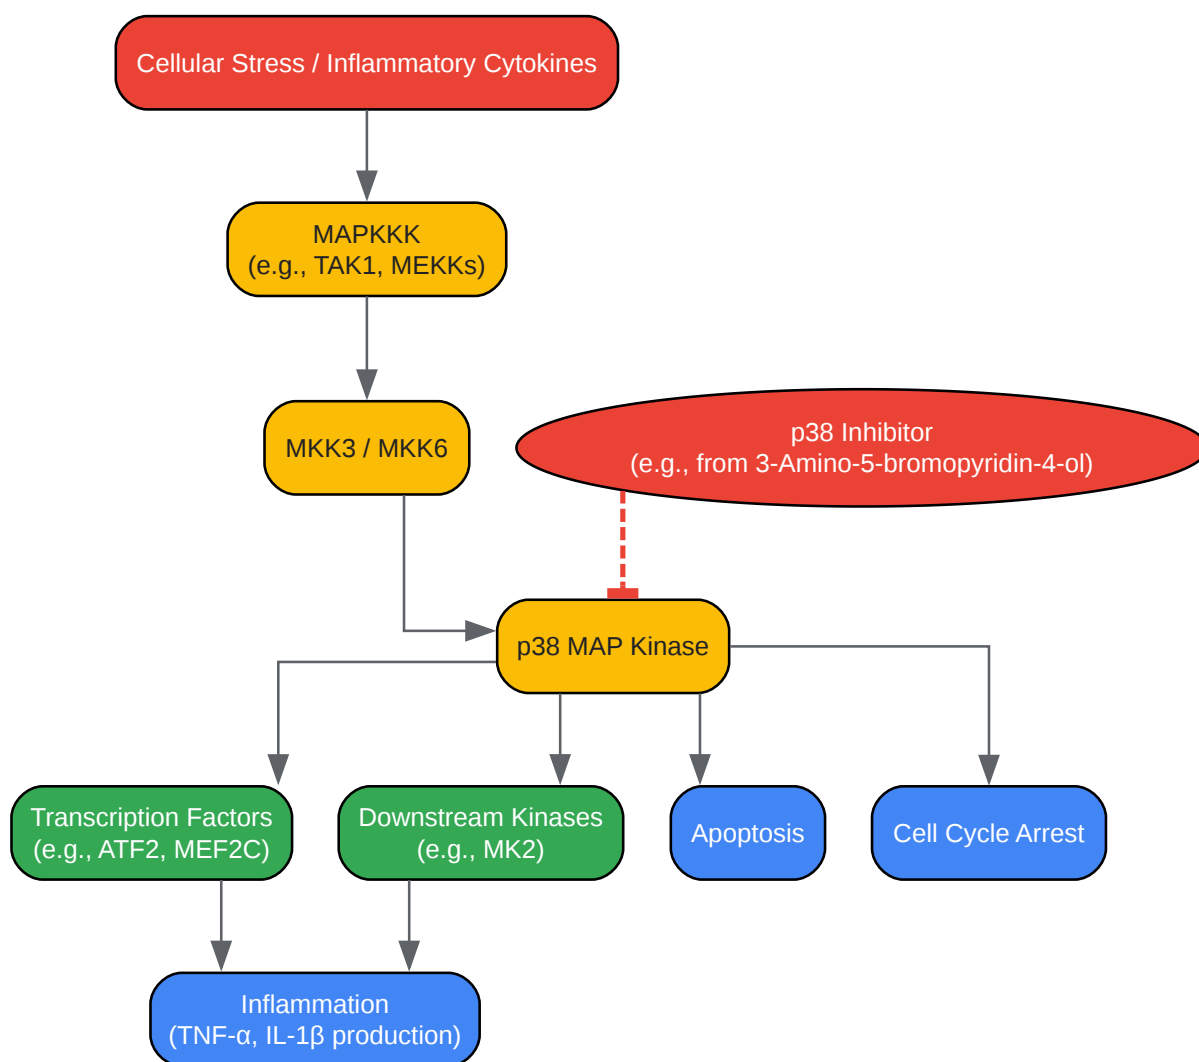 Cellular Stress / Inflammatory Cytokines
MAPKKK
(e.g., TAK1, MEKKs)
MKK3 / MKK6
p38 Inhibitor
(e.g., from 3-Amino-5-bromopyridin-4-ol)
p38 MAP Kinase
Transcription Factors
(e.g., ATF2, MEF2C)
Downstream Kinases
(e.g., MK2)
Apoptosis
Cell Cycle Arrest
Inflammation
(TNF-α, IL-1β production)